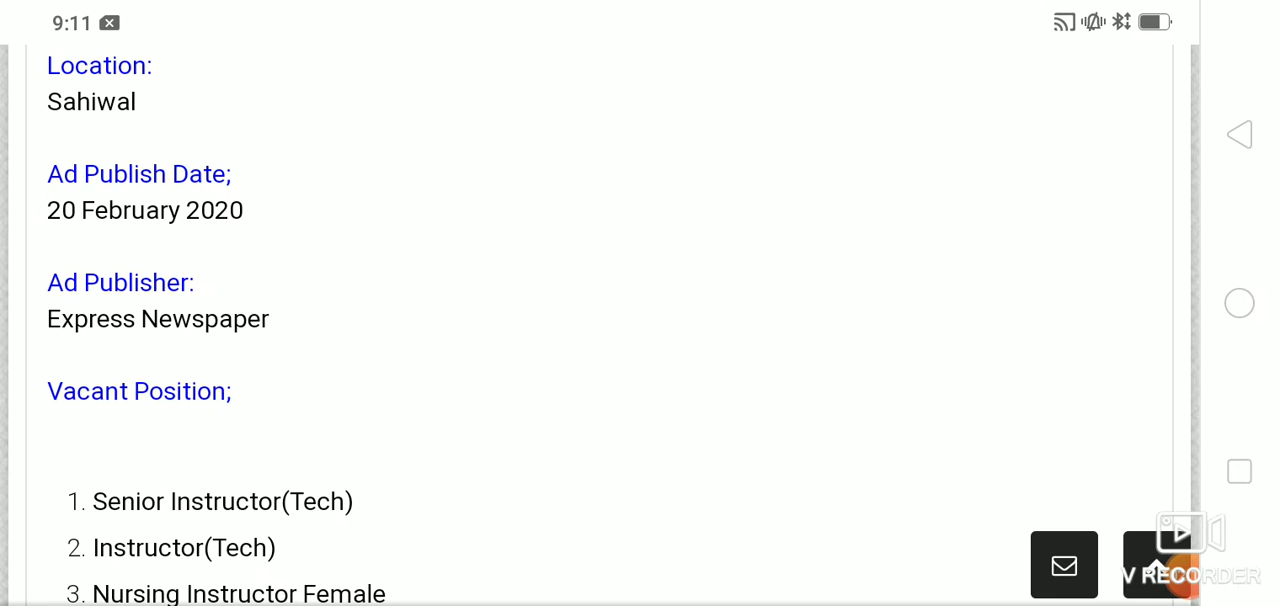 9:11
Location:
Sahiwal
Ad Publish Date;
20 February 2020
Ad Publisher:
Express Newspaper
Vacant Position;
1. Senior Instructor(Tech)
2. Instructor(Tech)
3. Nursing Instructor Female
V RECORDER